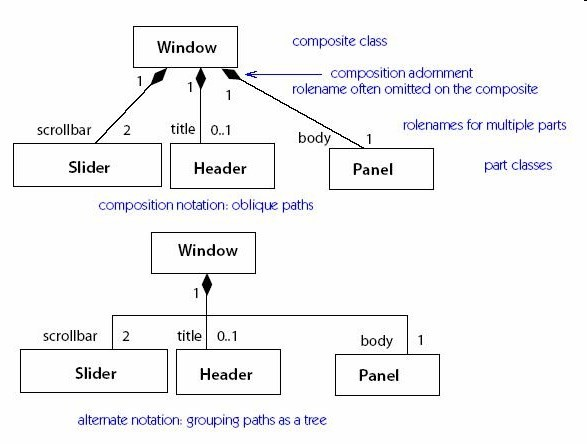 Window
composite class
1
1
1
composition adornment
rolename often omitted on the composite
scrollbar
2
title
0..1
body
1
rolenames for multiple parts
Slider
Header
Panel
part classes
composition notation: oblique paths
Window
1
scrollbar
2
title
0..1
body
1
Slider
Header
Panel
alternate notation: grouping paths as a tree